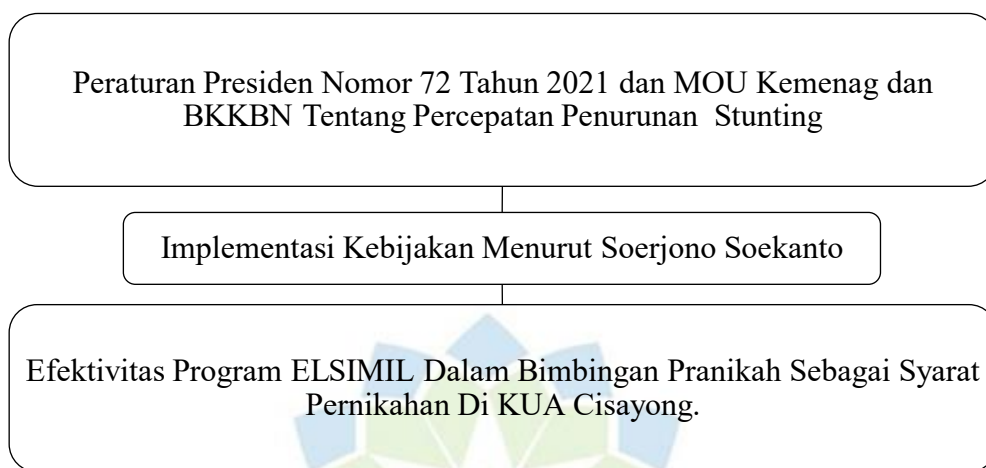 Peraturan Presiden Nomor 72 Tahun 2021 dan MOU Kemenag dan
BKKBN Tentang Percepatan Penurunan Stunting
Implementasi Kebijakan Menurut Soerjono Soekanto
Efektivitas Program ELSIMIL Dalam Bimbingan Pranikah Sebagai Syarat
Pernikahan Di KUA Cisayong.